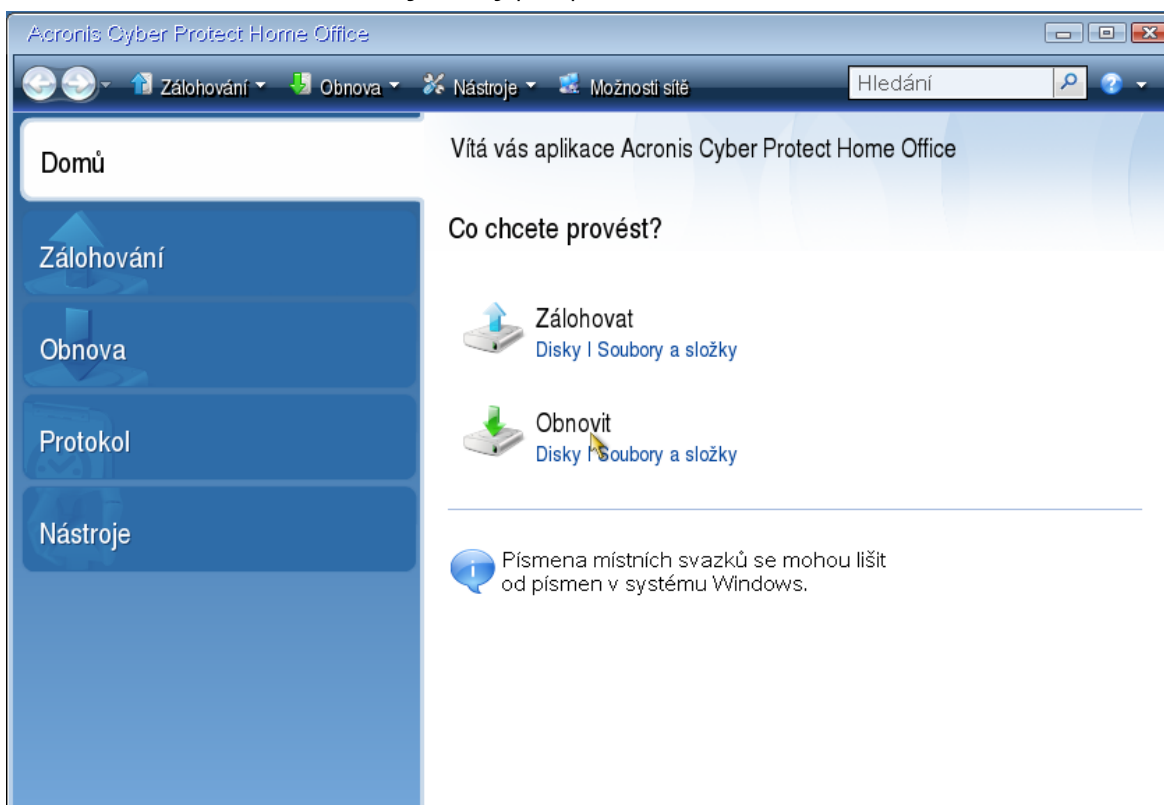 Acronis Cyber Protect Home Office
Zálohování Obnova Nástroje Možnosti sítě Hledání
Domů
Zálohování
Obnova
Protokol
Nástroje
Vítá vás aplikace Acronis Cyber Protect Home Office
Co chcete provést?
Zálohovat
Disky | Soubory a složky
Obnovit
Disky | Soubory a složky
Písmena místních svazků se mohou lišit
od písmen v systému Windows.